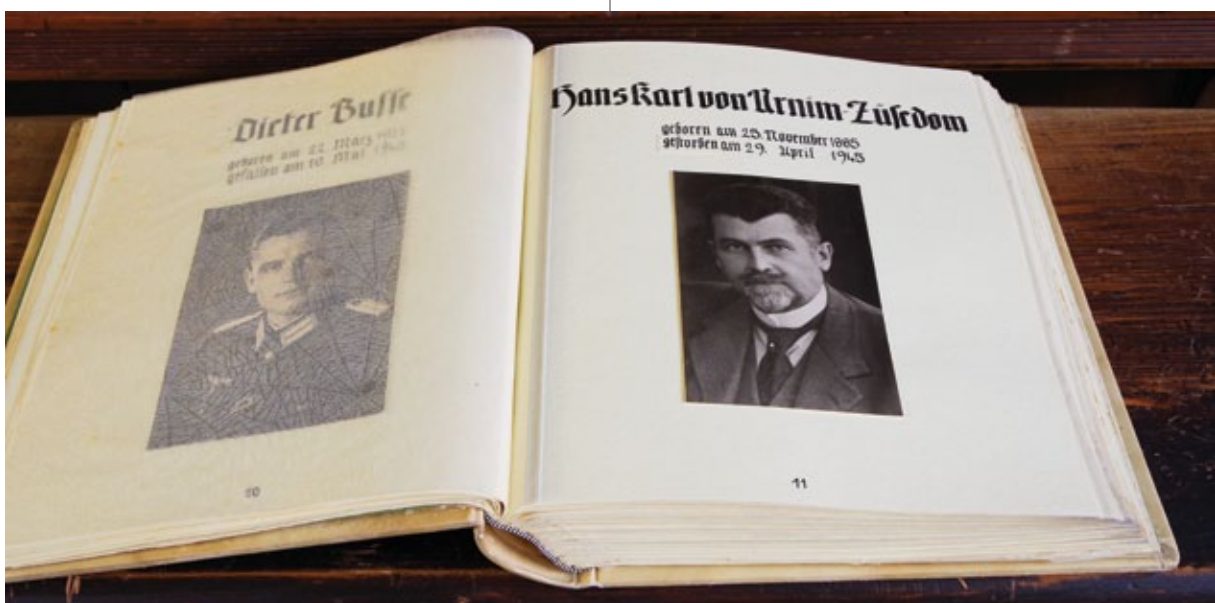 Dieter Busse
geboren am 22. März
gefallen am 10. Mai
10
Hans Karl von Arnim-Züsedom
geboren am 25. November 1885
gestorben am 29. April 1945
11